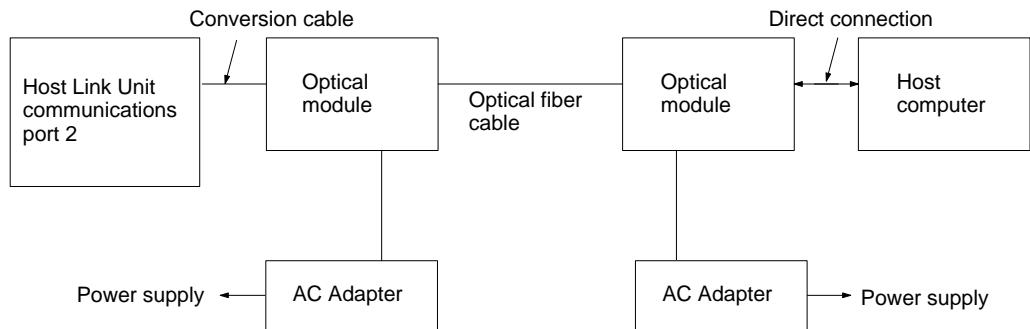 Conversion cable
Direct connection
Host Link Unit
communications
port 2
Optical
module
Optical fiber
cable
Optical
module
Host
computer
Power supply
AC Adapter
AC Adapter
Power supply